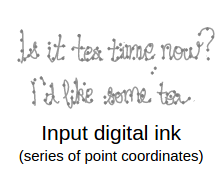 Is it tea time now?
I'd like some tea.
Input digital ink
(series of point coordinates)